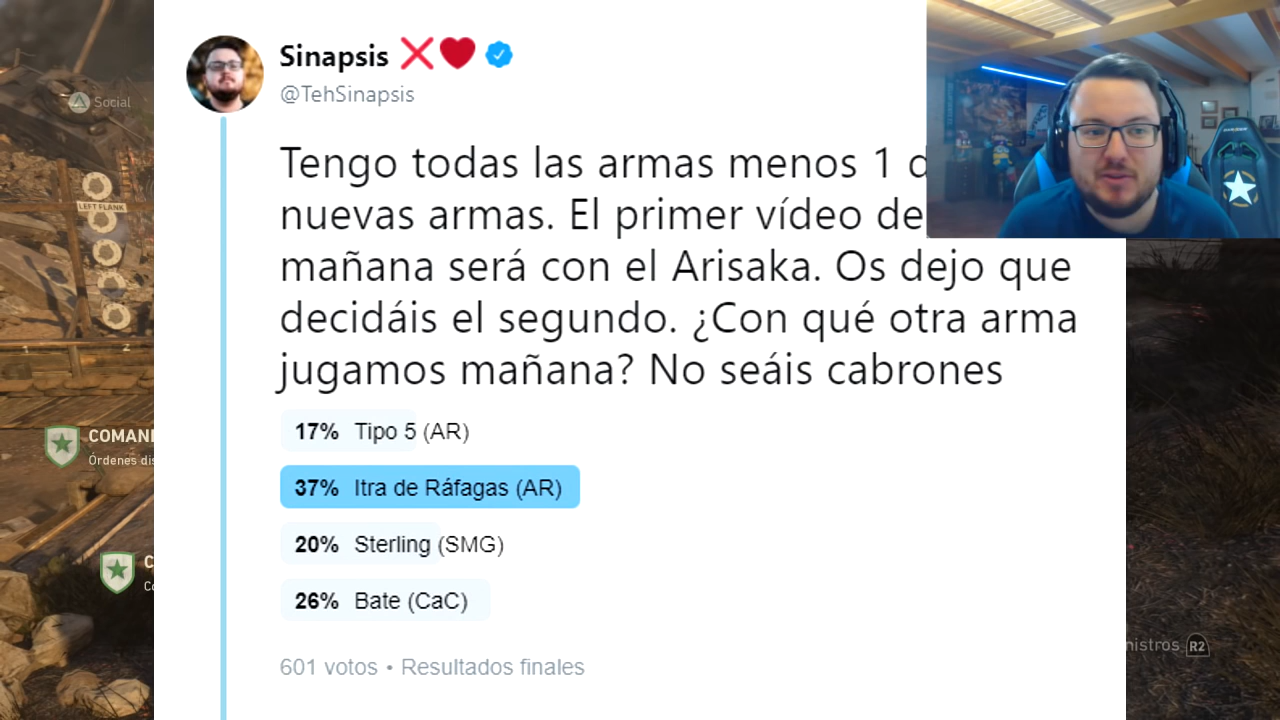 Sinapsis
@TehSinapsis
Social
Tengo todas las armas menos 1 d
LEFT FLANK
nuevas armas. El primer vídeo de
mañana será con el Arisaka. Os dejo que
decidáis el segundo. ¿Con qué otra arma
jugamos mañana? No seáis cabrones
17% Tipo 5 (AR)
COMAN
Órdenes dis
37% Itra de Ráfagas (AR)
20% Sterling (SMG)
26% Bate (CaC)
nistros R2
601 votos • Resultados finales